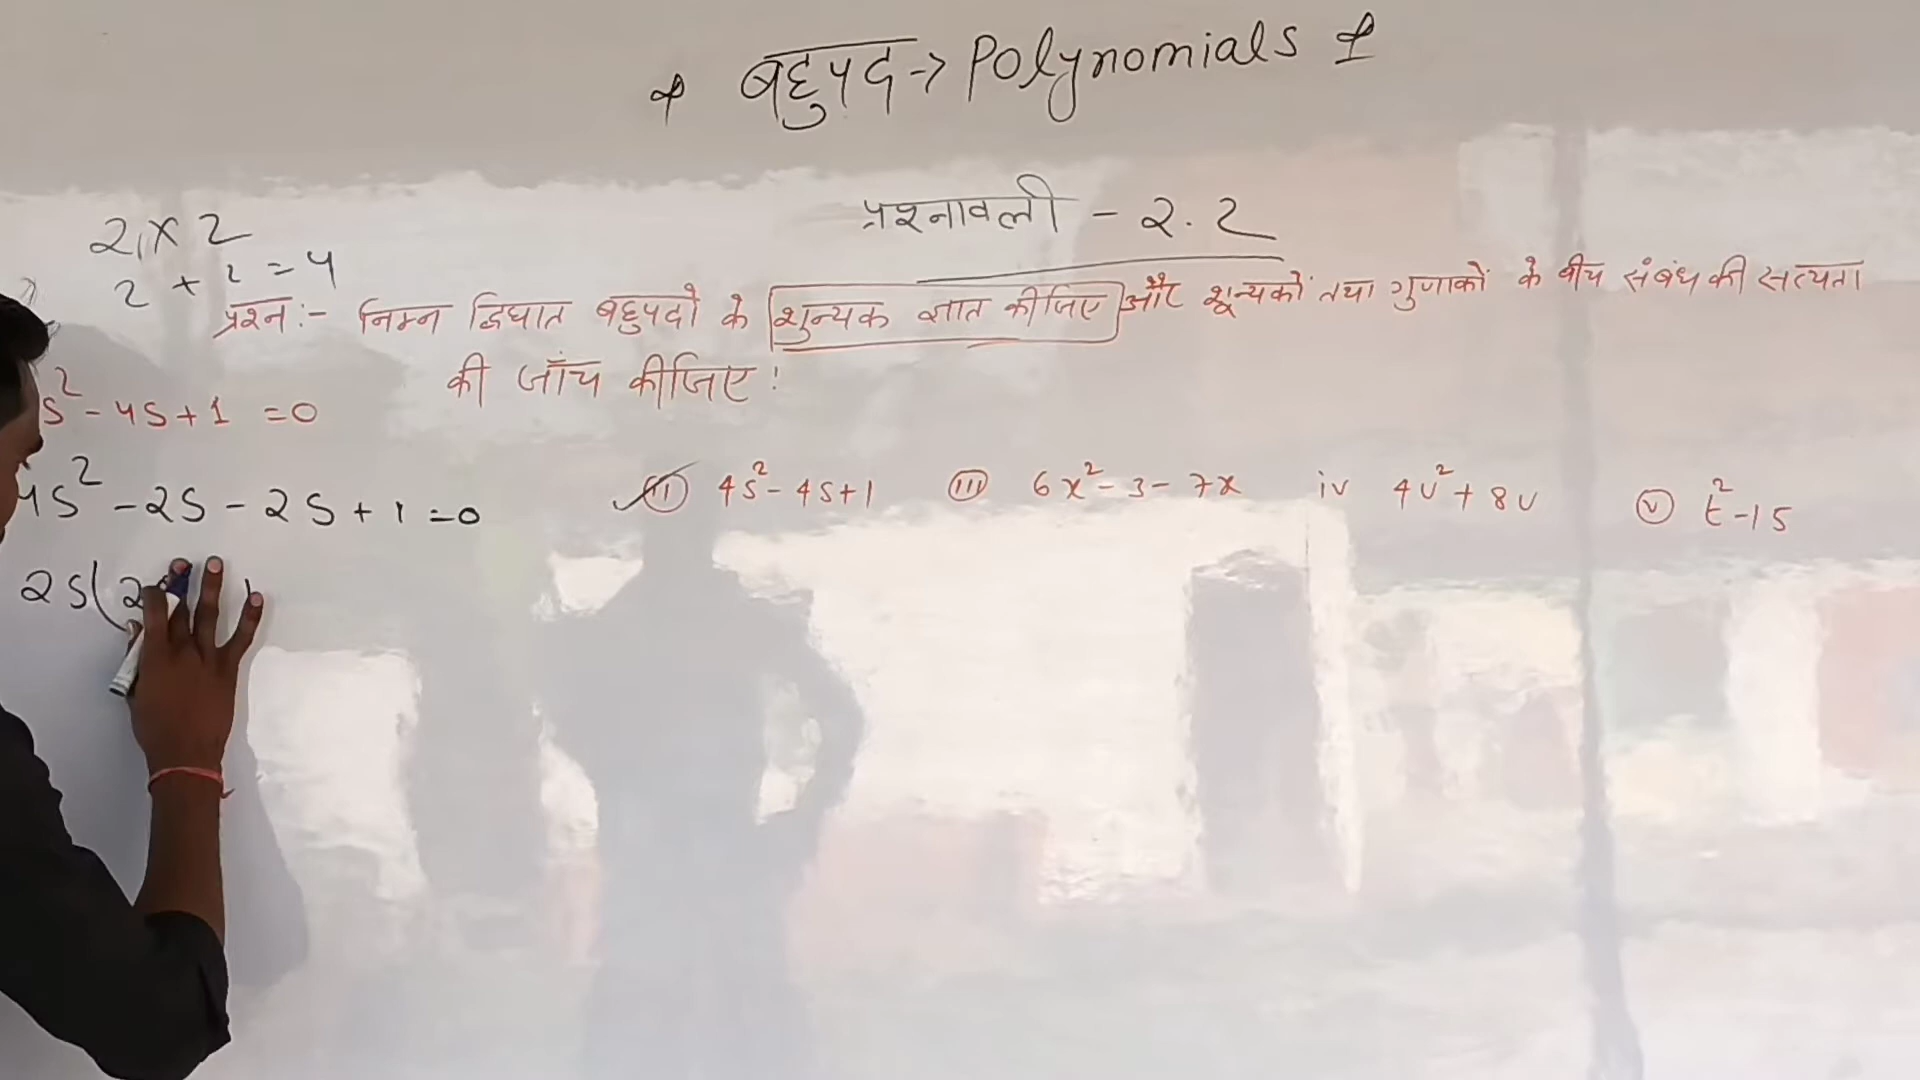 बहुपद -> Polynomials
प्रश्नावली - 2.2
2 x 2
2 + 2 = 4
प्रश्न :- निम्न द्विघात बहुपदो के शुन्यक ज्ञात कीजिए और शून्यकों तथा गुणाकों के बीच संबंध की सत्यता
की जाँच कीजिए!
s² - 4s + 1 = 0
4s² - 2s - 2s + 1 = 0
(ii) 4s² - 4s + 1 (iii) 6x² - 3 - 7x iv 4u² + 8u (v) t² - 15
2s(2